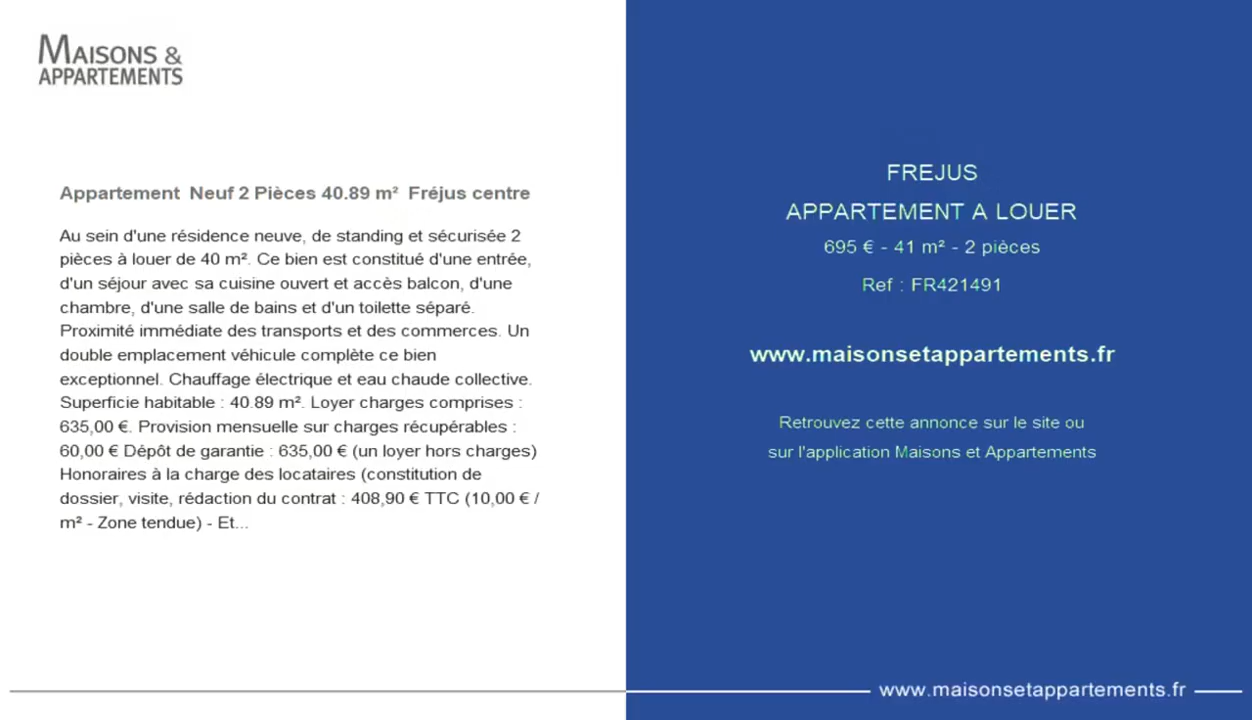 MAISONS &
APPARTEMENTS
Appartement Neuf 2 Pièces 40.89 m² Fréjus centre
Au sein d'une résidence neuve, de standing et sécurisée 2
pièces à louer de 40 m². Ce bien est constitué d'une entrée,
d'un séjour avec sa cuisine ouvert et accès balcon, d'une
chambre, d'une salle de bains et d'un toilette séparé.
Proximité immédiate des transports et des commerces. Un
double emplacement véhicule complète ce bien
exceptionnel. Chauffage électrique et eau chaude collective.
Superficie habitable : 40.89 m². Loyer charges comprises :
635,00 €. Provision mensuelle sur charges récupérables :
60,00 € Dépôt de garantie : 635,00 € (un loyer hors charges)
Honoraires à la charge des locataires (constitution de
dossier, visite, rédaction du contrat : 408,90 € TTC (10,00 € /
m² - Zone tendue) - Et...
FREJUS
APPARTEMENT A LOUER
695 € - 41 m² - 2 pièces
Ref : FR421491
www.maisonsetappartements.fr
Retrouvez cette annonce sur le site ou
sur l'application Maisons et Appartements
www.maisonsetappartements.fr